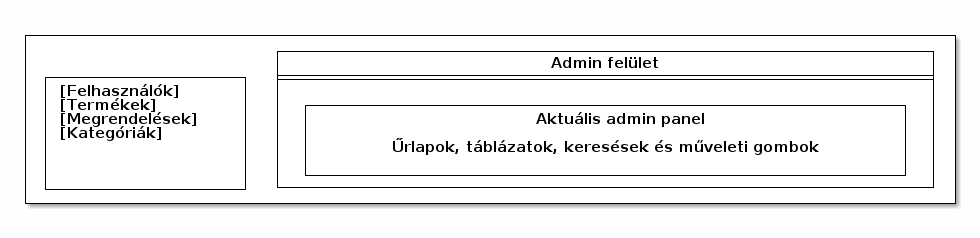 [Felhasználók]
[Termékek]
[Megrendelések]
[Kategóriák]
Admin felület
Aktuális admin panel
Űrlapok, táblázatok, keresések és műveleti gombok